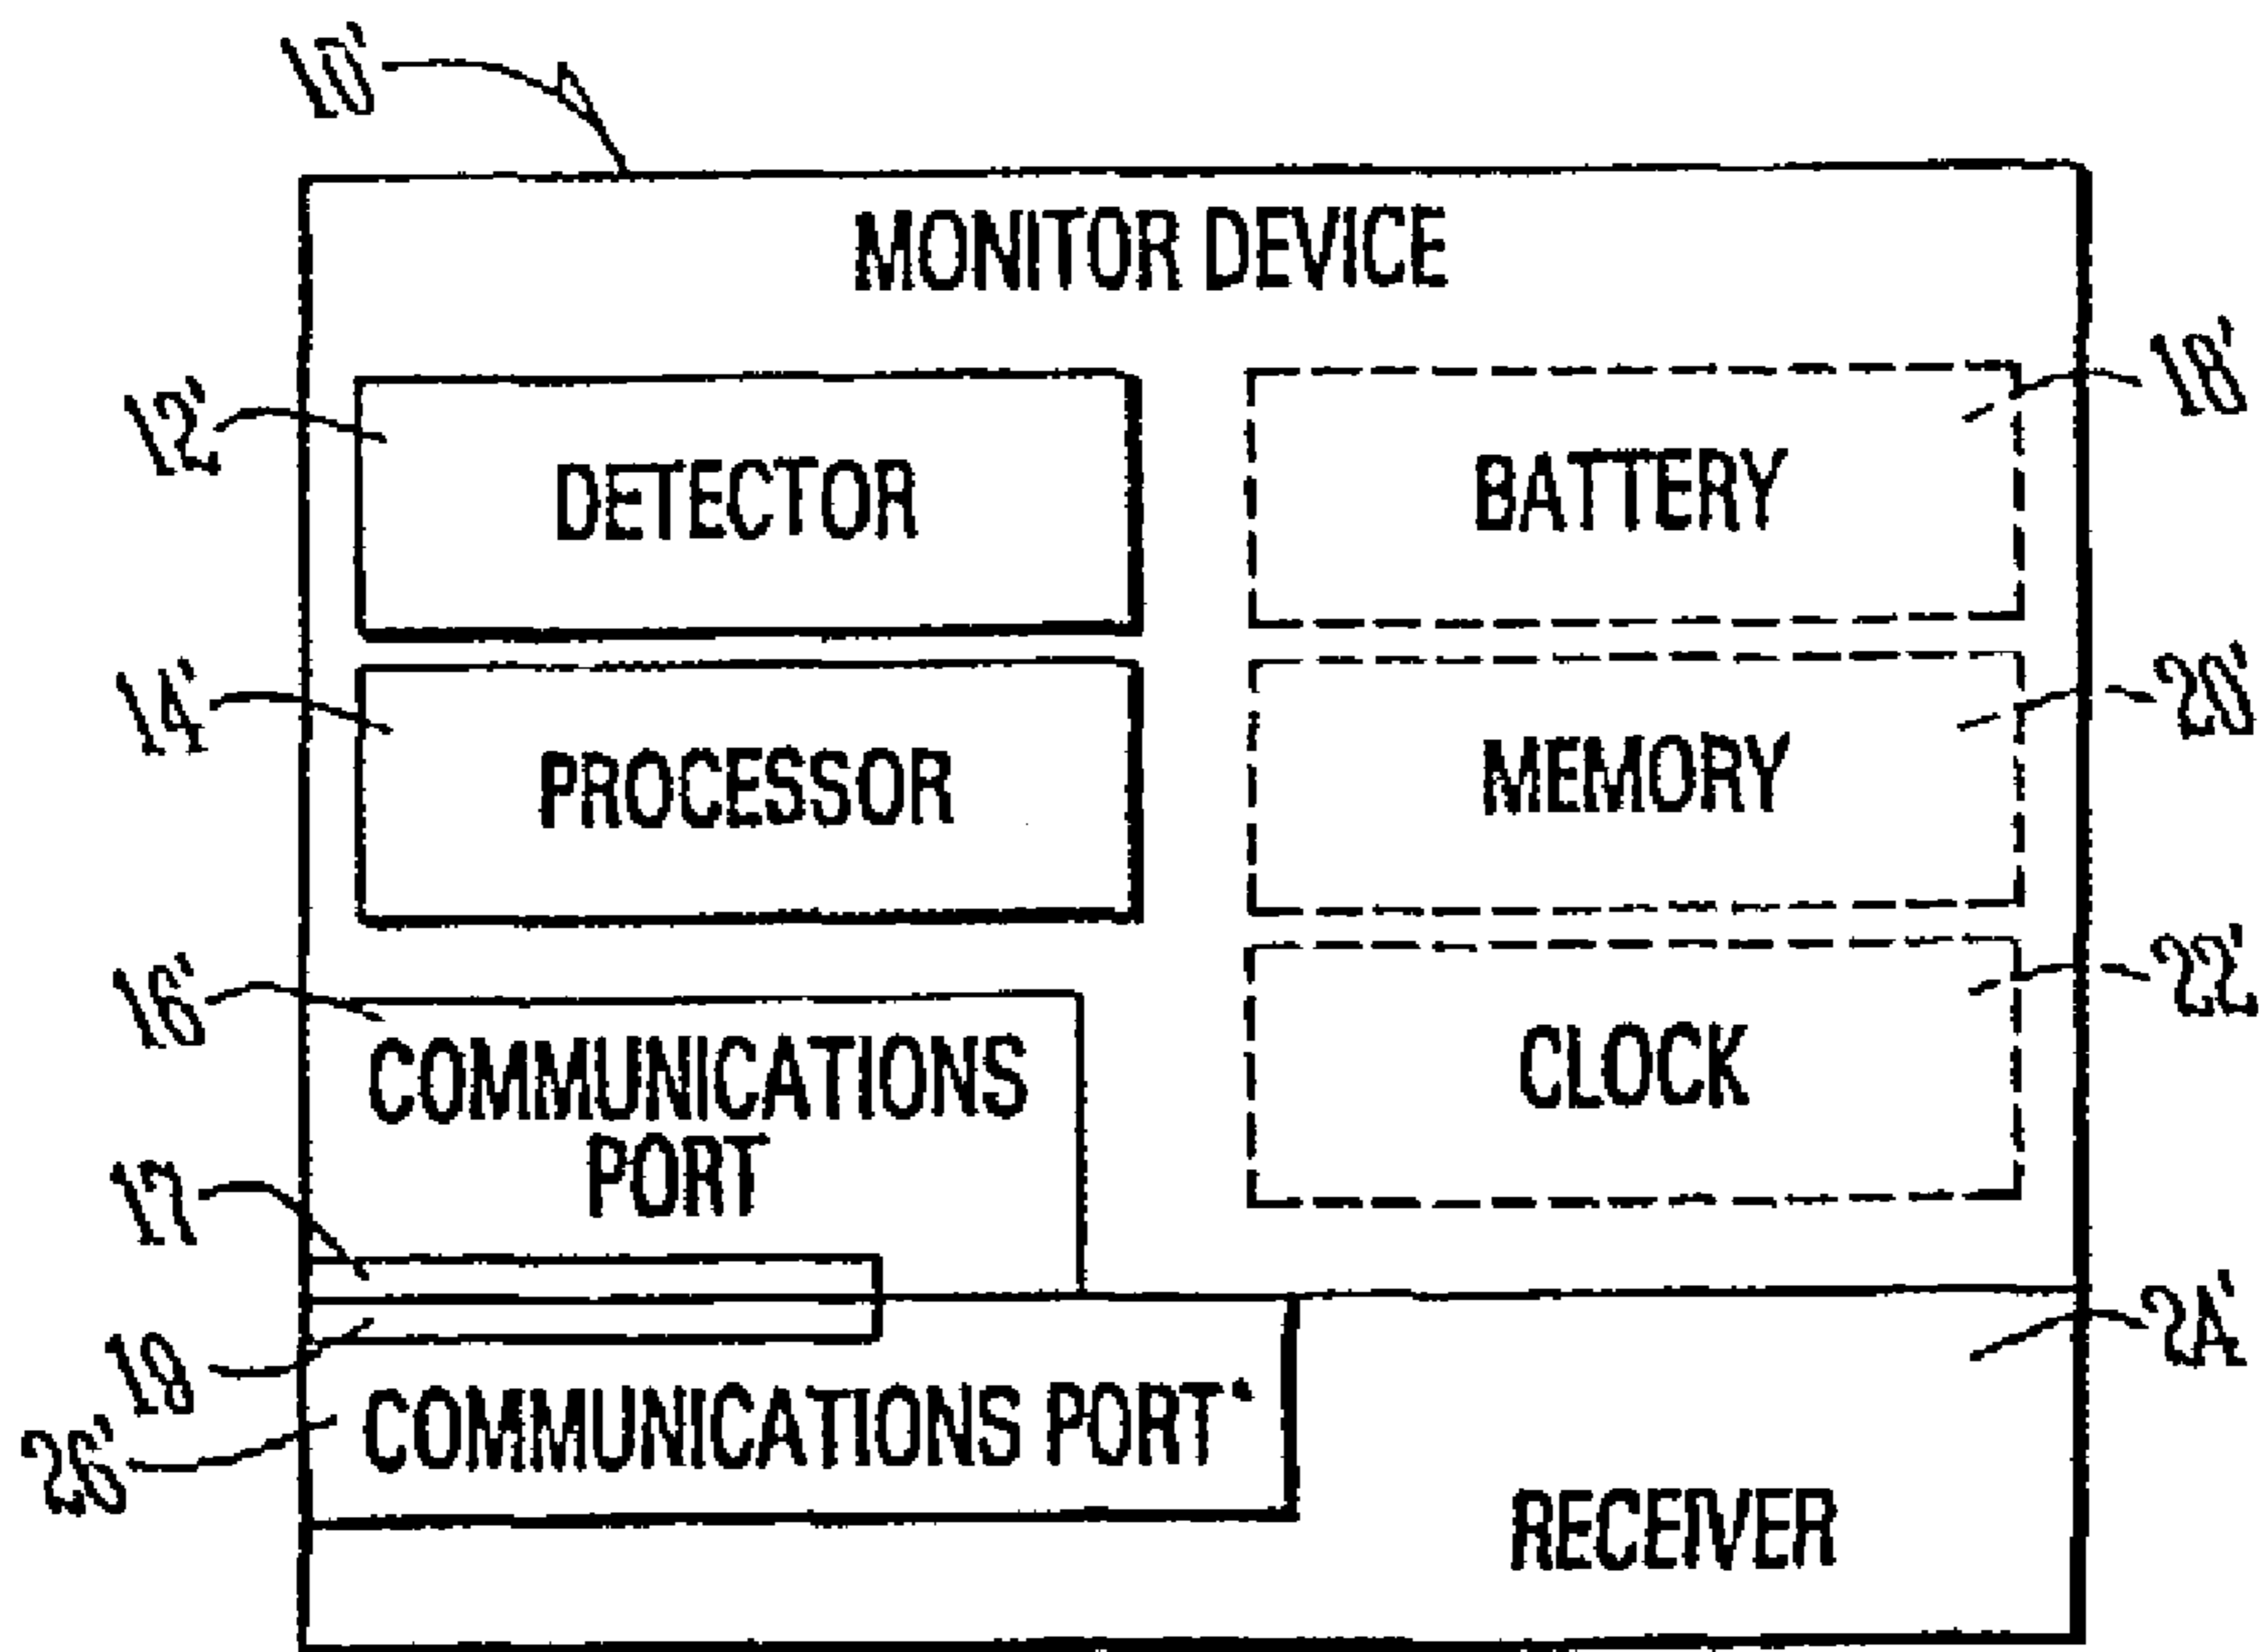 10'
MONITOR DEVICE
12'
DETECTOR
BATTERY
18'
14'
PROCESSOR
MEMORY
20'
16'
COMMUNICATIONS
PORT
CLOCK
22'
17
19
COMMUNICATIONS PORT
24'
26'
RECEIVER